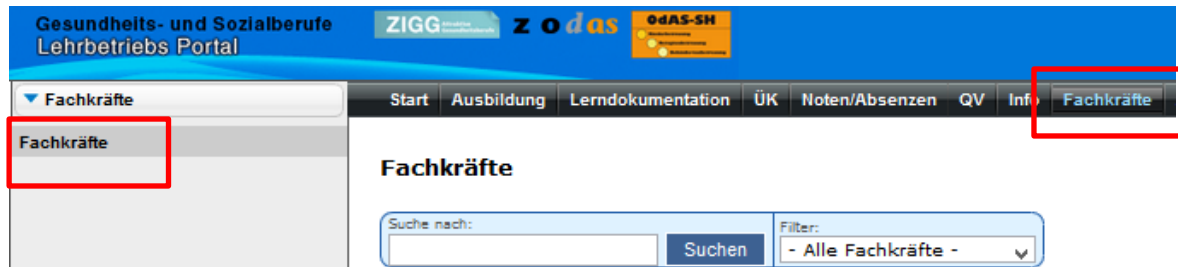 Gesundheits- und Sozialberufe
Lehrbetriebs Portal
ZIGG
zodas
OdAS-SH
Fachkräfte
Start Ausbildung Lerndokumentation ÜK Noten/Absenzen QV Info Fachkräfte
Fachkräfte
Fachkräfte
Suche nach:
Filter:
Suchen
- Alle Fachkräfte -